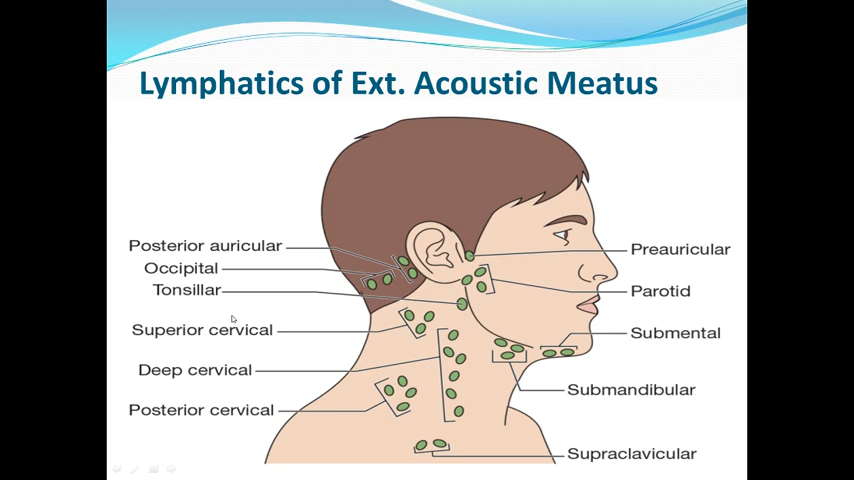 Lymphatics of Ext. Acoustic Meatus
Posterior auricular
Occipital
Tonsillar
Superior cervical
Deep cervical
Posterior cervical
Preauricular
Parotid
Submental
Submandibular
Supraclavicular